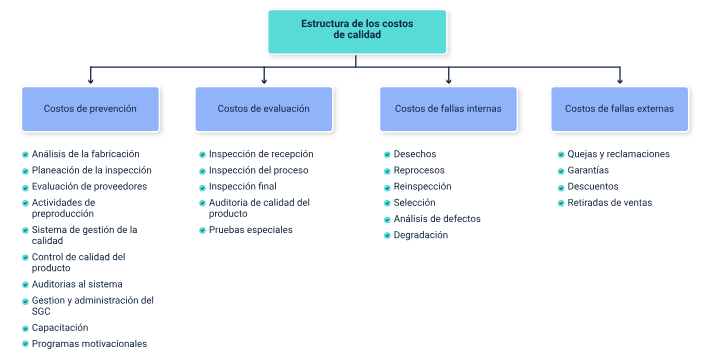 Estructura de los costos
de calidad
Costos de prevención
Costos de evaluación
Costos de fallas internas
Costos de fallas externas
Análisis de la fabricación
Planeación de la inspección
Evaluación de proveedores
Actividades de
preproducción
Sistema de gestión de la
calidad
Control de calidad del
producto
Auditorias al sistema
Gestion y administración del
SGC
Capacitación
Programas motivacionales
Inspección de recepción
Inspección del proceso
Inspección final
Auditoria de calidad del
producto
Pruebas especiales
Desechos
Reprocesos
Reinspección
Selección
Análisis de defectos
Degradación
Quejas y reclamaciones
Garantías
Descuentos
Retiradas de ventas